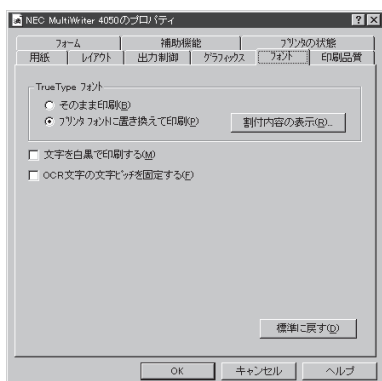 NEC MultiWriter 4050のプロパティ
フォーム 補助機能 プリンタの状態
用紙 レイアウト 出力制御 グラフィックス フォント 印刷品質
TrueType フォント
そのまま印刷(B)
プリンタ フォントに置き換えて印刷(P) 割付内容の表示(R)...
文字を白黒で印刷する(M)
OCR文字の文字ピッチを固定する(F)
標準に戻す(D)
OK キャンセル ヘルプ